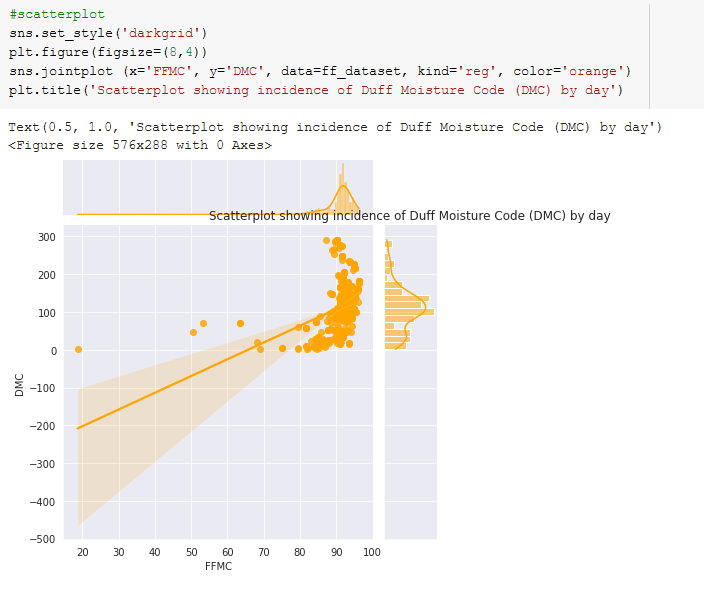 #scatterplot
sns.set_style('darkgrid')
plt.figure(figsize=(8,4))
sns.jointplot (x='FFMC', y='DMC', data=ff_dataset, kind='reg', color='orange')
plt.title('Scatterplot showing incidence of Duff Moisture Code (DMC) by day')
Text(0.5, 1.0, 'Scatterplot showing incidence of Duff Moisture Code (DMC) by day')
<Figure size 576x288 with 0 Axes>
Scatterplot showing incidence of Duff Moisture Code (DMC) by day
300
200
100
0
−100
−200
−300
−400
−500
DMC
20 30 40 50 60 70 80 90 100
FFMC